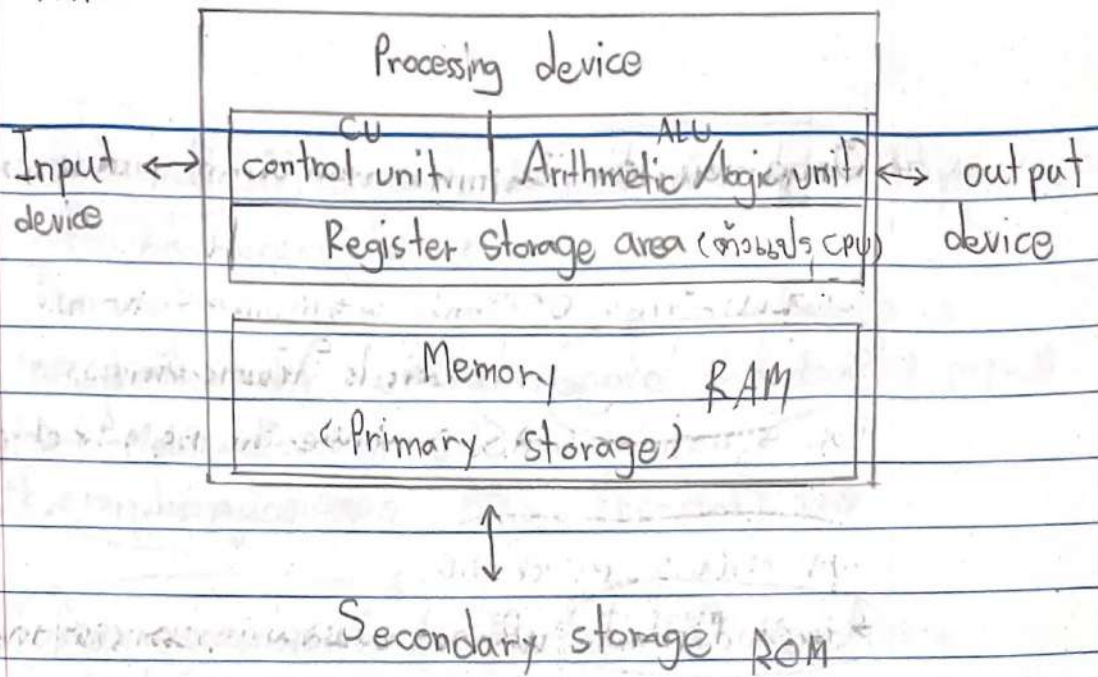 Processing device
CU ALU
Input ↔ control unit Arithmetic/logic unit ↔ output
device Register Storage area (ตัวแปร CPU) device
Memory RAM
(Primary storage)
Secondary storage ROM